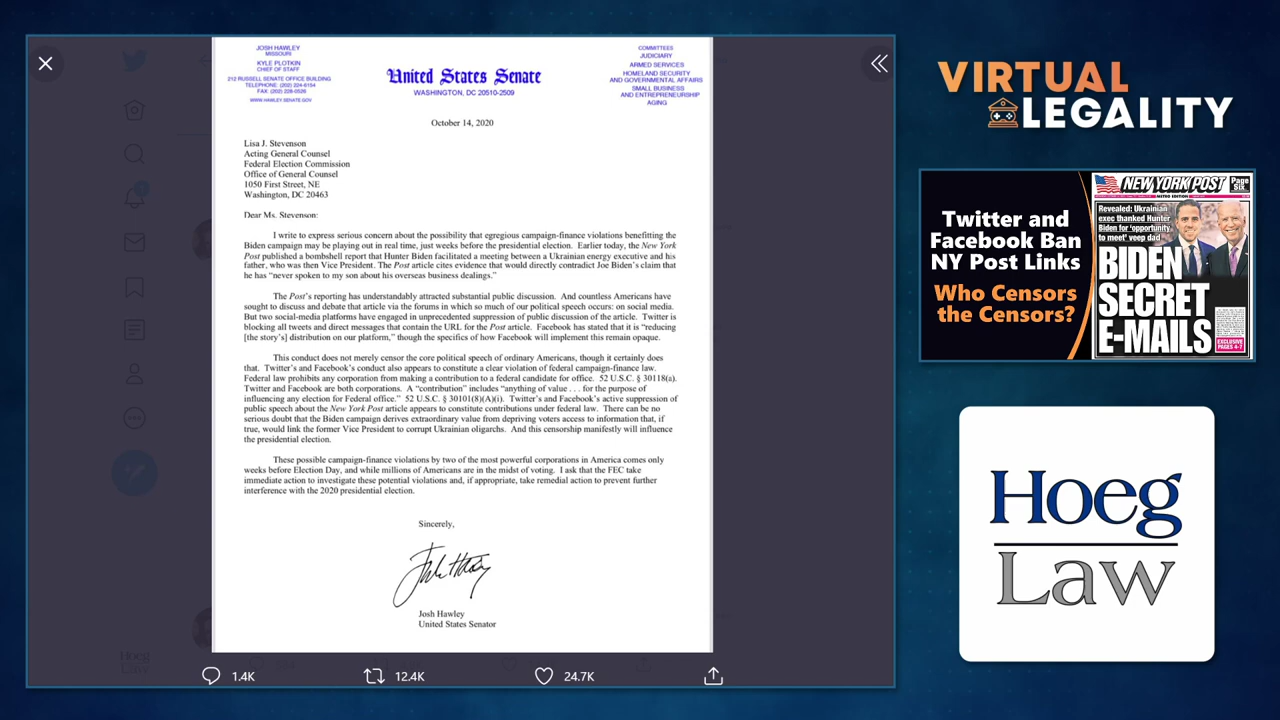 JOSH HAWLEY
MISSOURI
KYLE PLOTKIN
CHIEF OF STAFF
212 RUSSELL SENATE OFFICE BUILDING
TELEPHONE: (202) 224-6154
FAX: (202) 228-0526
WWW.HAWLEY.SENATE.GOV
United States Senate
WASHINGTON, DC 20510-2509
COMMITTEES
JUDICIARY
ARMED SERVICES
HOMELAND SECURITY
AND GOVERNMENTAL AFFAIRS
SMALL BUSINESS
AND ENTREPRENEURSHIP
AGING
October 14, 2020
Lisa J. Stevenson
Acting General Counsel
Federal Election Commission
Office of General Counsel
1050 First Street, NE
Washington, DC 20463
Dear Ms. Stevenson:
I write to express serious concern about the possibility that egregious campaign-finance violations benefitting the
Biden campaign may be playing out in real time, just weeks before the presidential election. Earlier today, the New York
Post published a bombshell report that Hunter Biden facilitated a meeting between a Ukrainian energy executive and his
father, who was then Vice President. The Post article cites evidence that would directly contradict Joe Biden's claim that
he has "never spoken to my son about his overseas business dealings."
The Post's reporting has understandably attracted substantial public discussion. And countless Americans have
sought to discuss and debate that article via the forums in which so much of our political speech occurs: on social media.
But two social-media platforms have engaged in unprecedented suppression of public discussion of the article. Twitter is
blocking all tweets and direct messages that contain the URL for the Post article. Facebook has stated that it is "reducing
[the story's] distribution on our platform," though the specifics of how Facebook will implement this remain opaque.
This conduct does not merely censor the core political speech of ordinary Americans, though it certainly does
that. Twitter's and Facebook's conduct also appears to constitute a clear violation of federal campaign-finance law.
Federal law prohibits any corporation from making a contribution to a federal candidate for office. 52 U.S.C. § 30118(a).
Twitter and Facebook are both corporations. A "contribution" includes "anything of value . . . for the purpose of
influencing any election for Federal office." 52 U.S.C. § 30101(8)(A)(i). Twitter's and Facebook's active suppression of
public speech about the New York Post article appears to constitute contributions under federal law. There can be no
serious doubt that the Biden campaign derives extraordinary value from depriving voters access to information that, if
true, would link the former Vice President to corrupt Ukrainian oligarchs. And this censorship manifestly will influence
the presidential election.
These possible campaign-finance violations by two of the most powerful corporations in America comes only
weeks before Election Day, and while millions of Americans are in the midst of voting. I ask that the FEC take
immediate action to investigate these potential violations and, if appropriate, take remedial action to prevent further
interference with the 2020 presidential election.
Sincerely,
Josh Hawley
United States Senator
1.4K
12.4K
24.7K
Hoeg
Law
VIRTUAL
LEGALITY
Twitter and
Facebook Ban
NY Post Links
Who Censors
the Censors?
NEW YORK POST
Page
Six
Revealed: Ukrainian
exec thanked Hunter
Biden for 'opportunity
to meet' veep dad
BIDEN
SECRET
E-MAILS
EXCLUSIVE
PAGES 4-7
Hoeg
Law